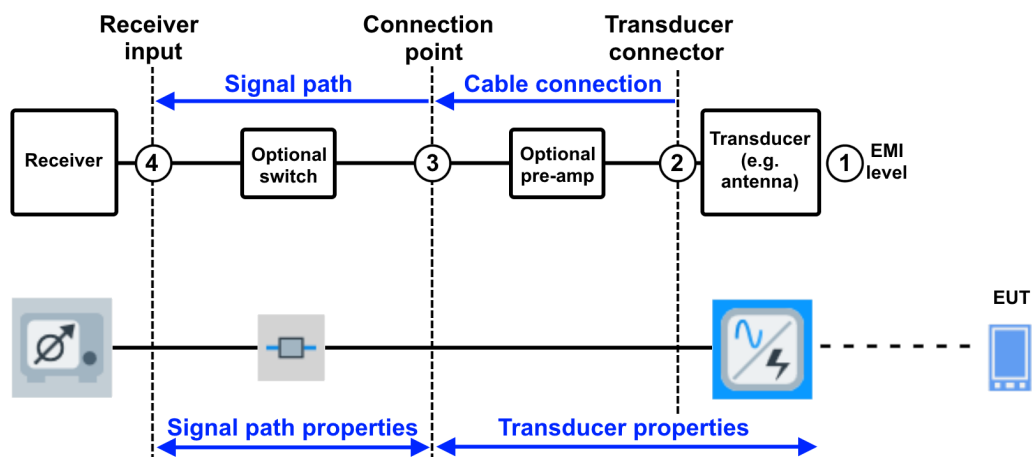 Receiver
input
Connection
point
Transducer
connector
Signal path
Cable connection
Receiver
4
Optional
switch
3
Optional
pre-amp
2
Transducer
(e.g.
antenna)
1
EMI
level
EUT
Signal path properties
Transducer properties